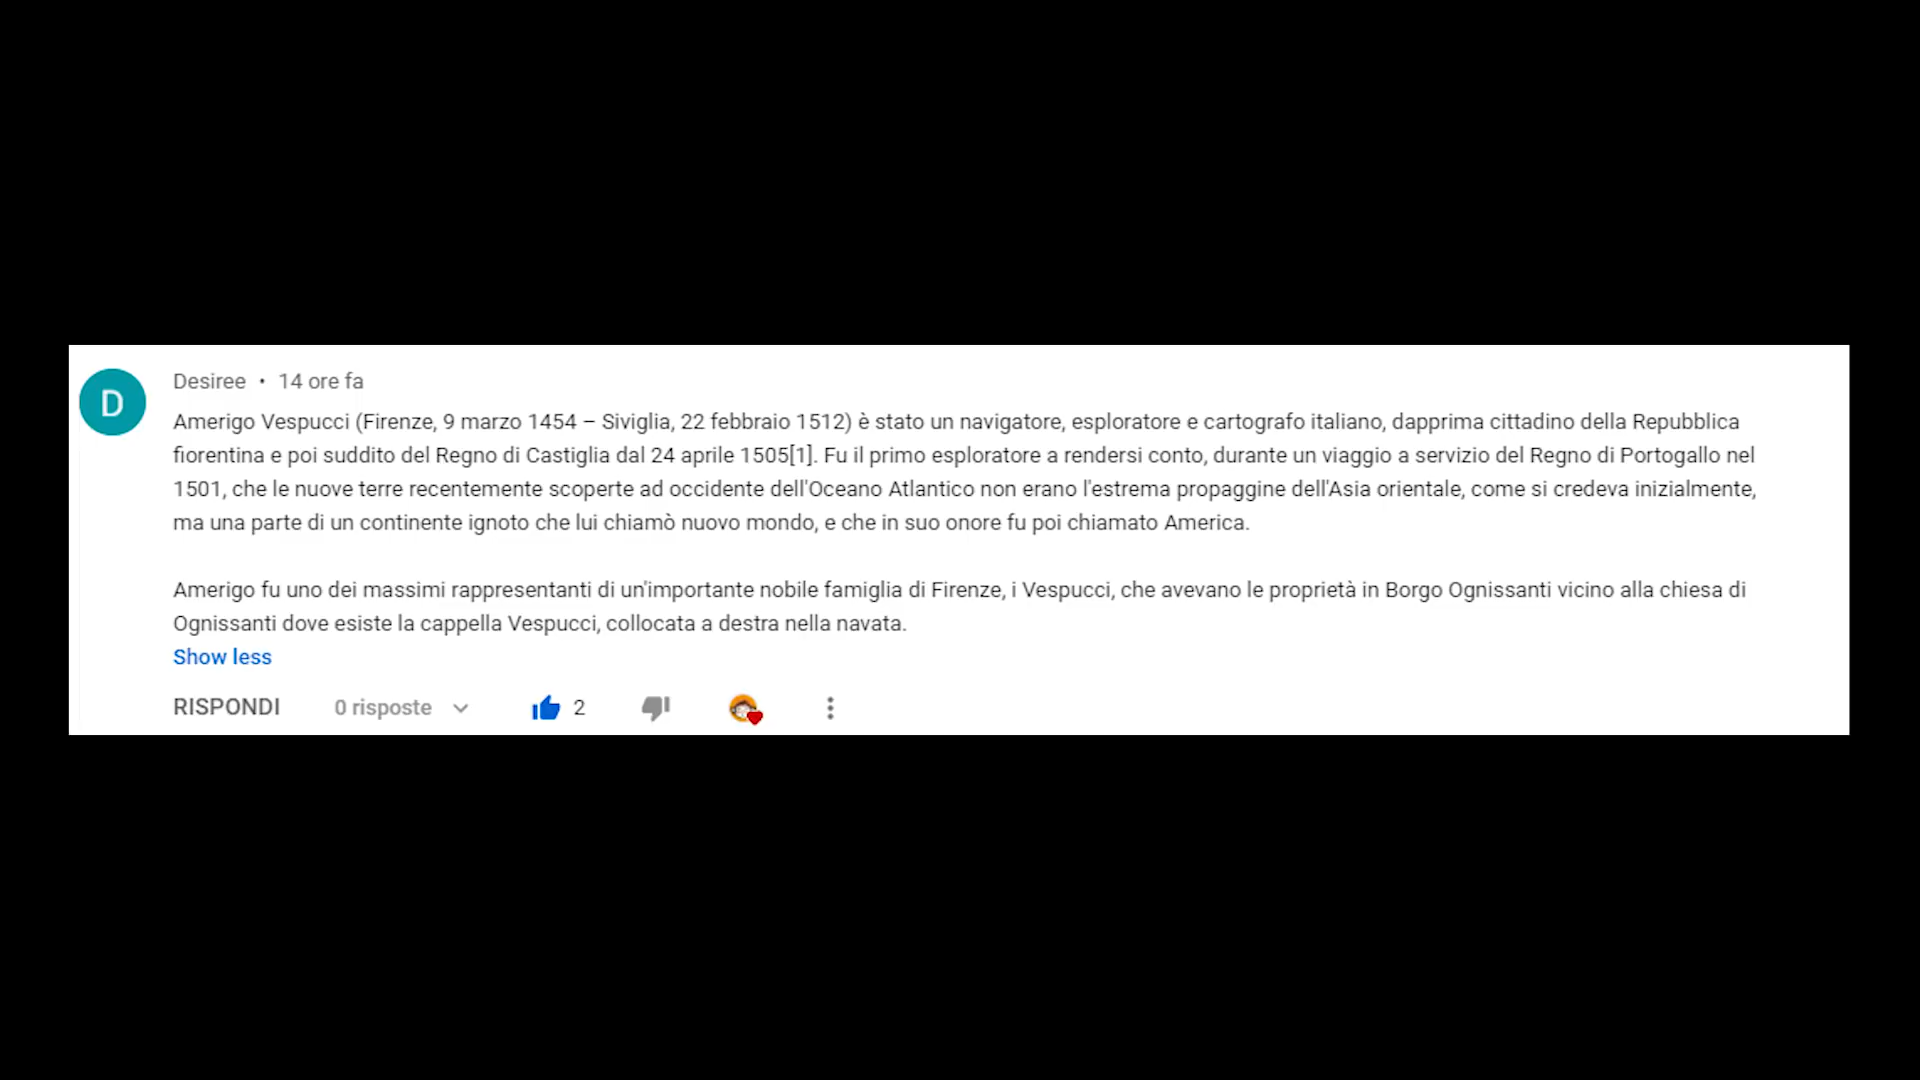 D
Desiree • 14 ore fa
Amerigo Vespucci (Firenze, 9 marzo 1454 – Siviglia, 22 febbraio 1512) è stato un navigatore, esploratore e cartografo italiano, dapprima cittadino della Repubblica
fiorentina e poi suddito del Regno di Castiglia dal 24 aprile 1505[1]. Fu il primo esploratore a rendersi conto, durante un viaggio a servizio del Regno di Portogallo nel
1501, che le nuove terre recentemente scoperte ad occidente dell'Oceano Atlantico non erano l'estrema propaggine dell'Asia orientale, come si credeva inizialmente,
ma una parte di un continente ignoto che lui chiamò nuovo mondo, e che in suo onore fu poi chiamato America.
Amerigo fu uno dei massimi rappresentanti di un'importante nobile famiglia di Firenze, i Vespucci, che avevano le proprietà in Borgo Ognissanti vicino alla chiesa di
Ognissanti dove esiste la cappella Vespucci, collocata a destra nella navata.
Show less
RISPONDI 0 risposte 2